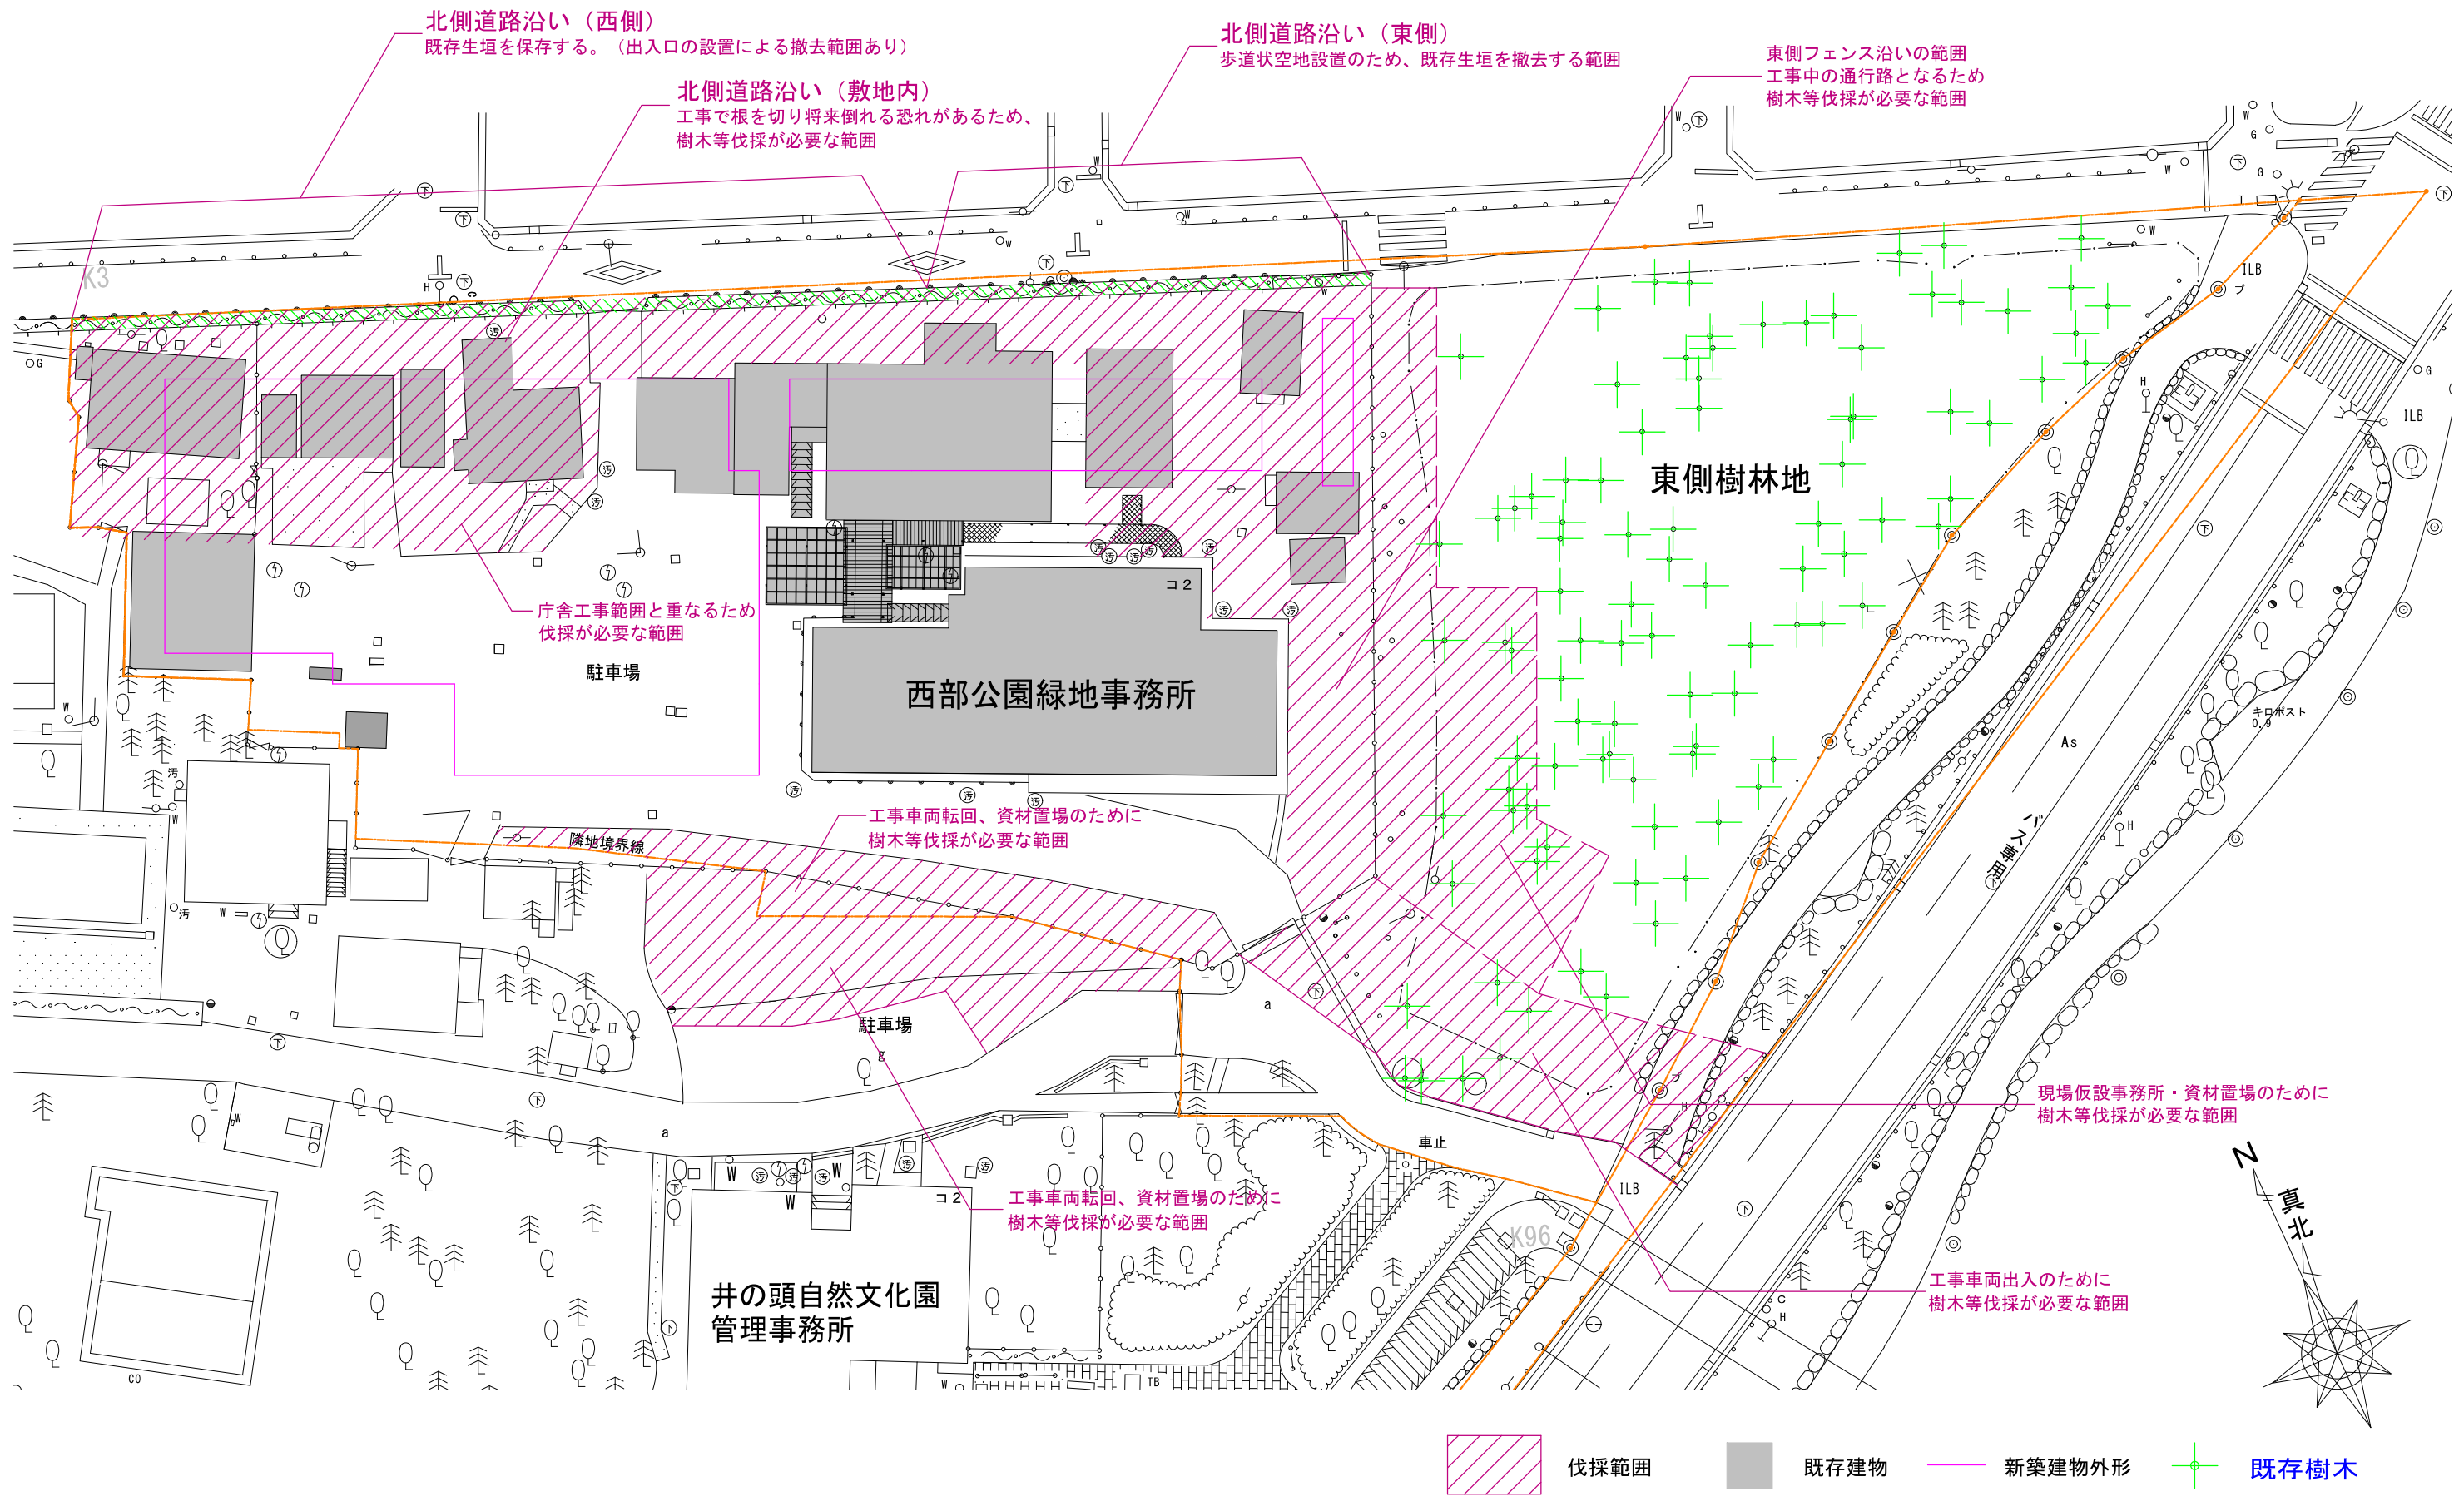 北側道路沿い（西側）
既存生垣を保存する。（出入口の設置による撤去範囲あり）
北側道路沿い（東側）
歩道状空地設置のため、既存生垣を撤去する範囲
東側フェンス沿いの範囲
工事中の通行路となるため
樹木等伐採が必要な範囲
北側道路沿い（敷地内）
工事で根を切り将来倒れる恐れがあるため、
樹木等伐採が必要な範囲
K3
東側樹林地
ILB
ILB
コ2
庁舎工事範囲と重なるため
伐採が必要な範囲
駐車場
西部公園緑地事務所
キロポスト
0.9
As
バス専用
工事車両転回、資材置場のために
樹木等伐採が必要な範囲
隣地境界線
駐車場
g
a
a
現場仮設事務所・資材置場のために
樹木等伐採が必要な範囲
車止
ILB
コ2
工事車両転回、資材置場のために
樹木等伐採が必要な範囲
K96
N
真北
工事車両出入のために
樹木等伐採が必要な範囲
井の頭自然文化園
管理事務所
CO
TB
伐採範囲
既存建物
新築建物外形
既存樹木